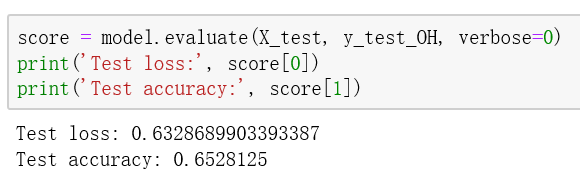 score = model.evaluate(X_test, y_test_OH, verbose=0)
print('Test loss:', score[0])
print('Test accuracy:', score[1])
Test loss: 0.6328689903393387
Test accuracy: 0.6528125